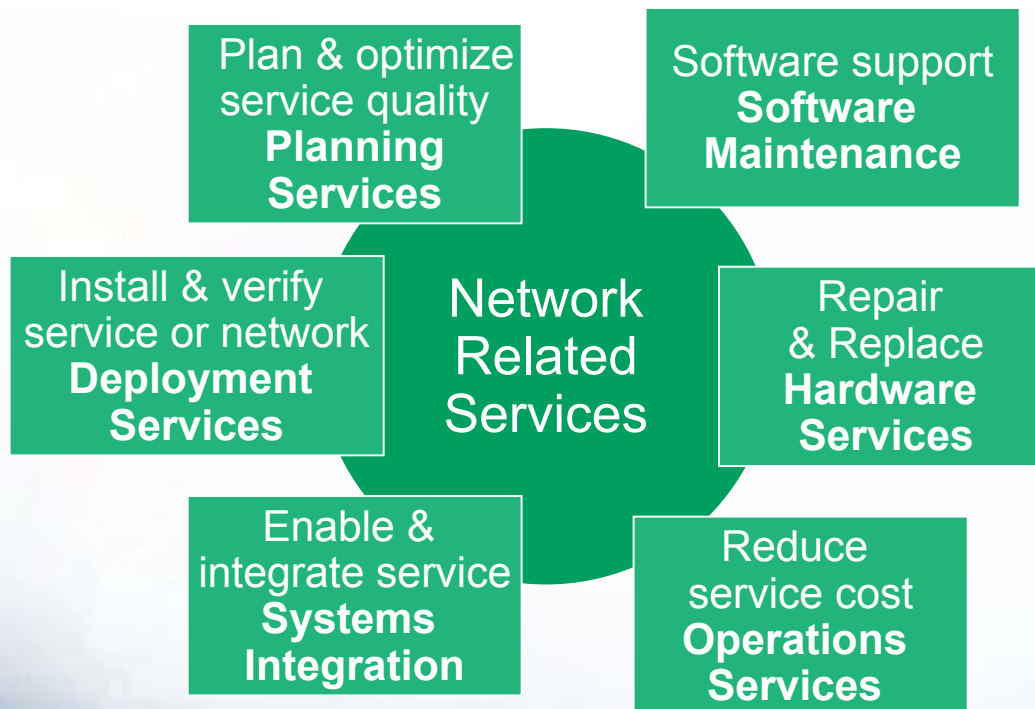 Plan & optimize
service quality
Planning
Services
Software support
Software
Maintenance
Install & verify
service or network
Deployment
Services
Network
Related
Services
Repair
& Replace
Hardware
Services
Enable &
integrate service
Systems
Integration
Reduce
service cost
Operations
Services